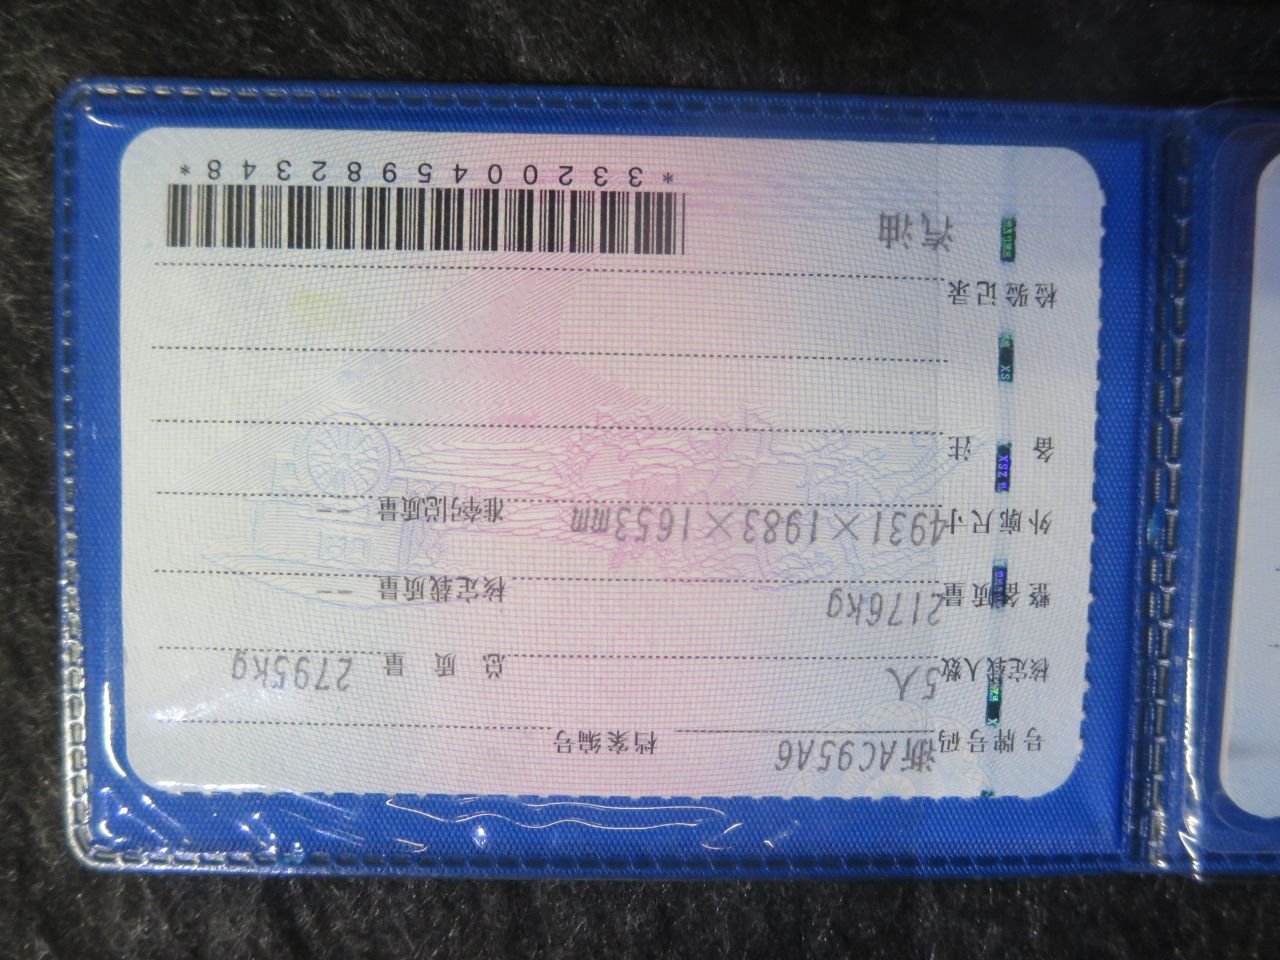 号牌号码 浙AC95A6 档案编号
核定载人数 5人 总质量 2795kg
整备质量 2176kg 核定载质量 --
外廓尺寸 4931×1983×1653mm 准牵引总质量 --
备注
检验记录
汽油
*3320045982348*